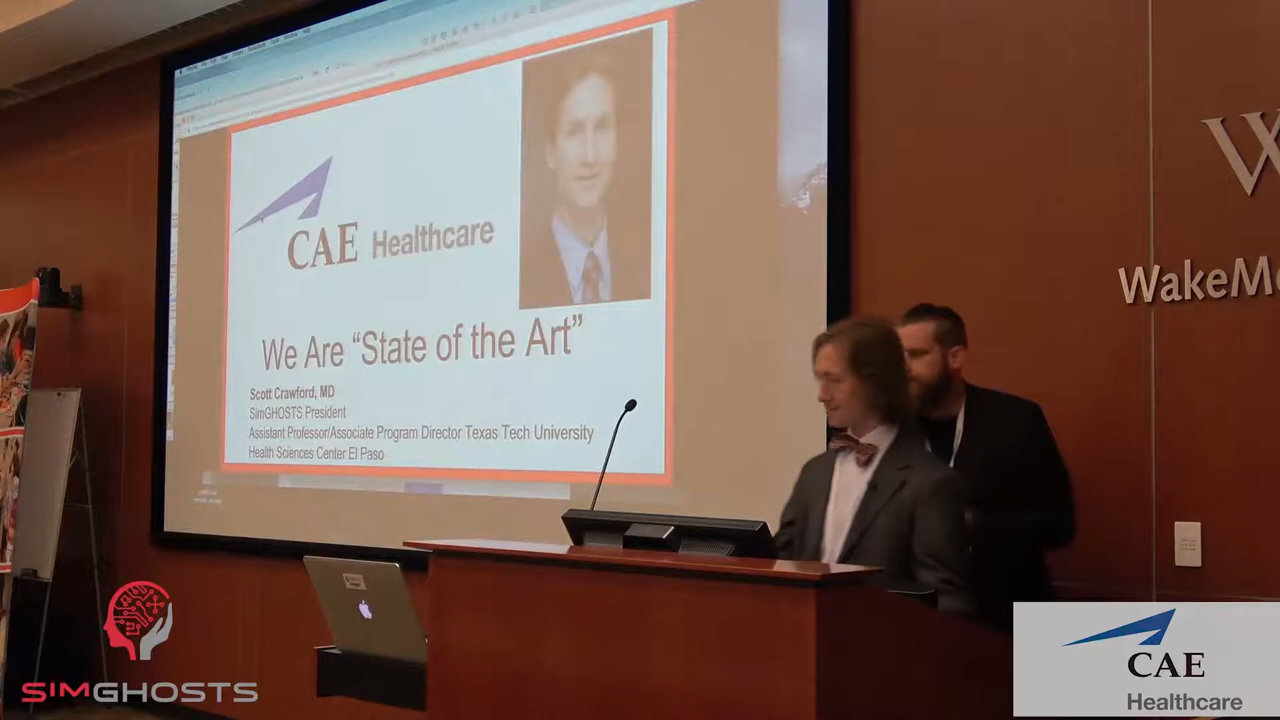 CAE Healthcare
We Are “State of the Art”
Scott Crawford, MD
SimGHOSTS President
Assistant Professor/Associate Program Director Texas Tech University
Health Sciences Center El Paso
W
WakeM
SIMGHOSTS
CAE
Healthcare